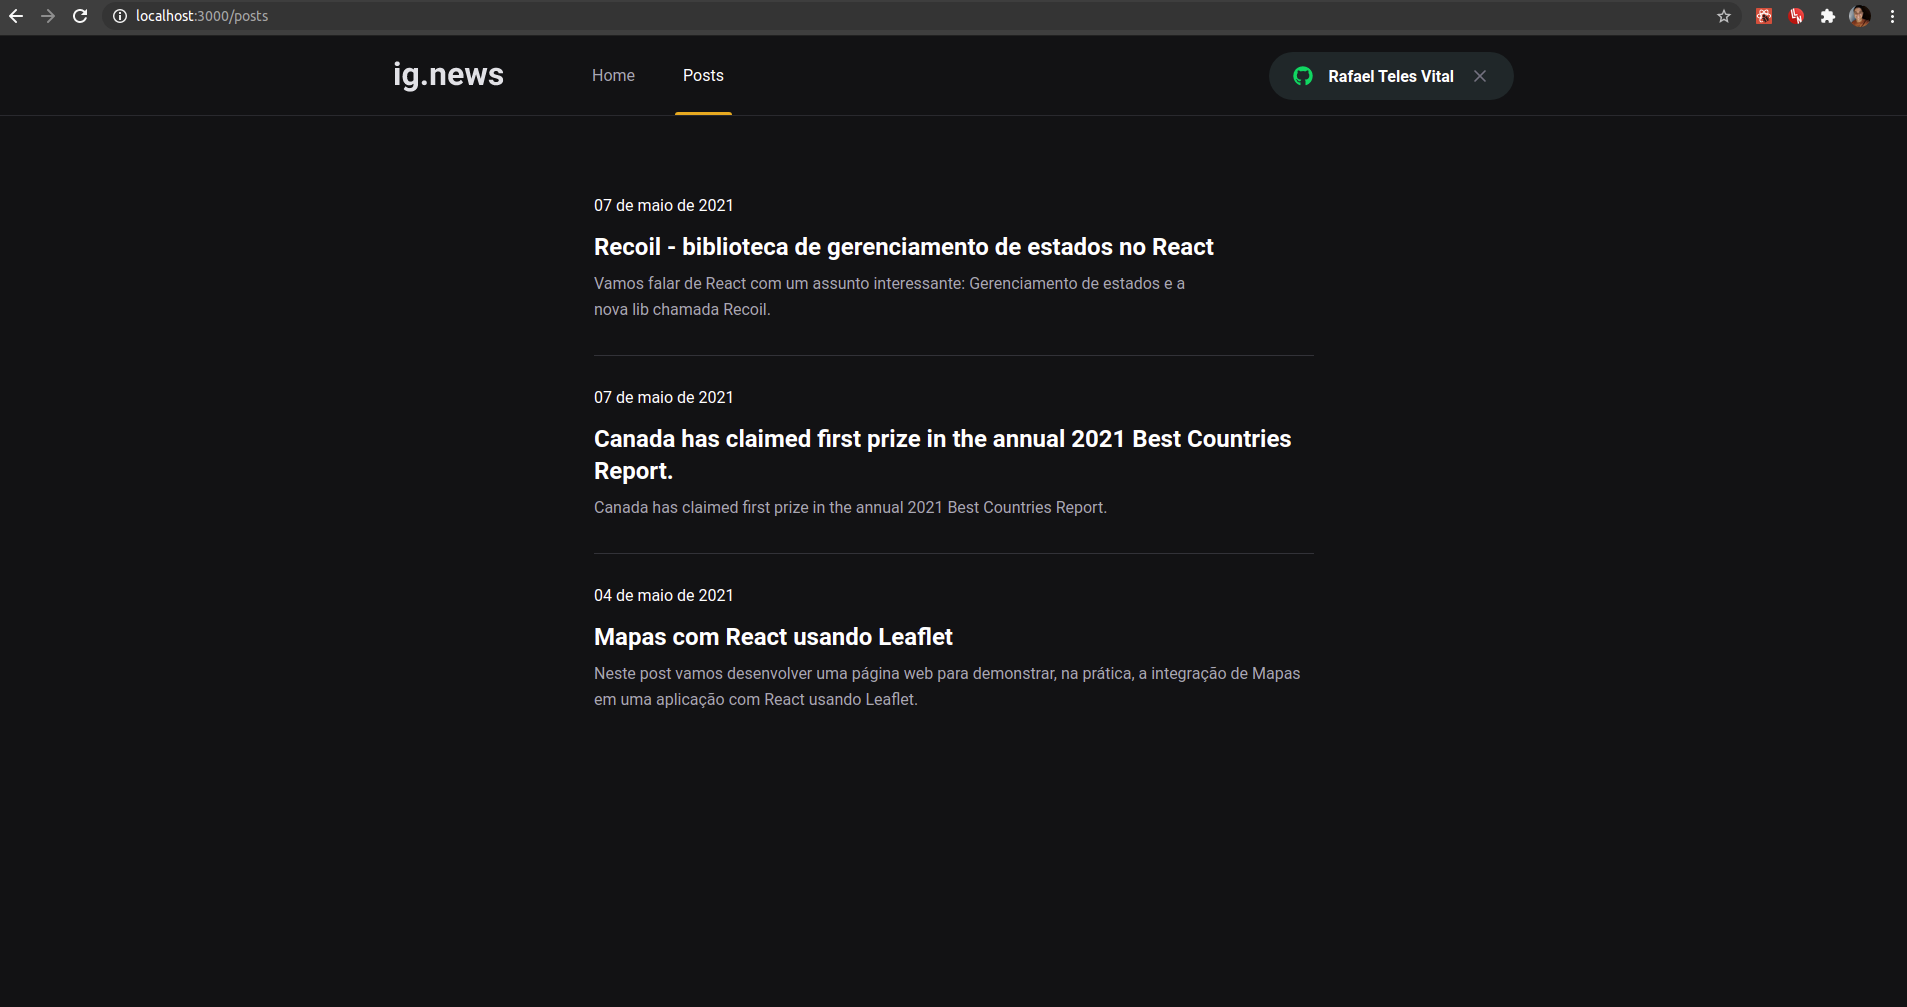 localhost:3000/posts
ig.news
Home
Posts
Rafael Teles Vital
07 de maio de 2021
Recoil - biblioteca de gerenciamento de estados no React
Vamos falar de React com um assunto interessante: Gerenciamento de estados e a
nova lib chamada Recoil.
07 de maio de 2021
Canada has claimed first prize in the annual 2021 Best Countries
Report.
Canada has claimed first prize in the annual 2021 Best Countries Report.
04 de maio de 2021
Mapas com React usando Leaflet
Neste post vamos desenvolver uma página web para demonstrar, na prática, a integração de Mapas
em uma aplicação com React usando Leaflet.